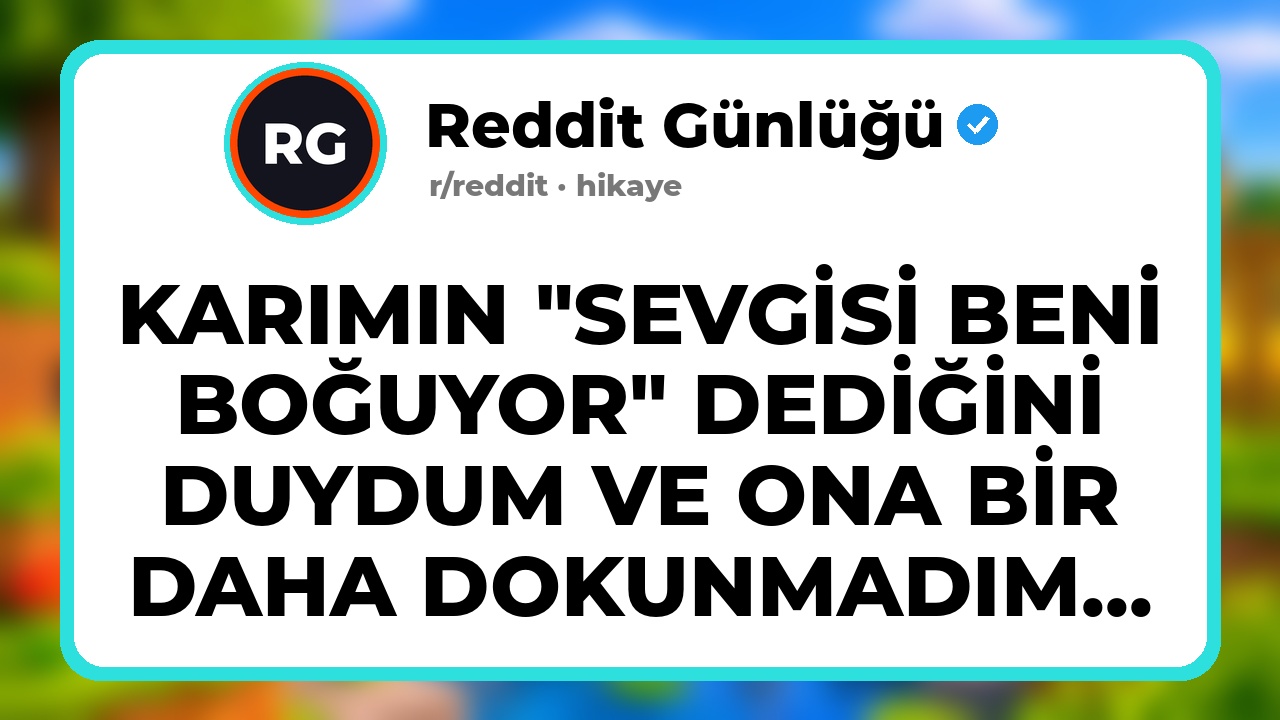 RG
Reddit Günlüğü
r/reddit • hikaye
KARIMIN "SEVGİSİ BENİ
BOĞUYOR" DEDİĞİNİ
DUYDUM VE ONA BİR
DAHA DOKUNMADIM...